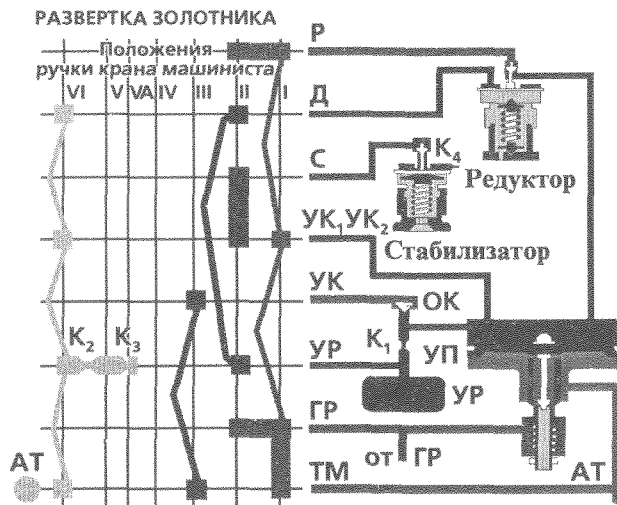 РАЗВЕРТКА ЗОЛОТНИКА
Положения
ручки крана машиниста
VI V VA IV III II I
Р
Д
С
К4
Редуктор
УК1УК2
Стабилизатор
УК
ОК
К2 К3
К1
УР
УП
УР
ГР
от ГР
АТ
ТМ
АТ